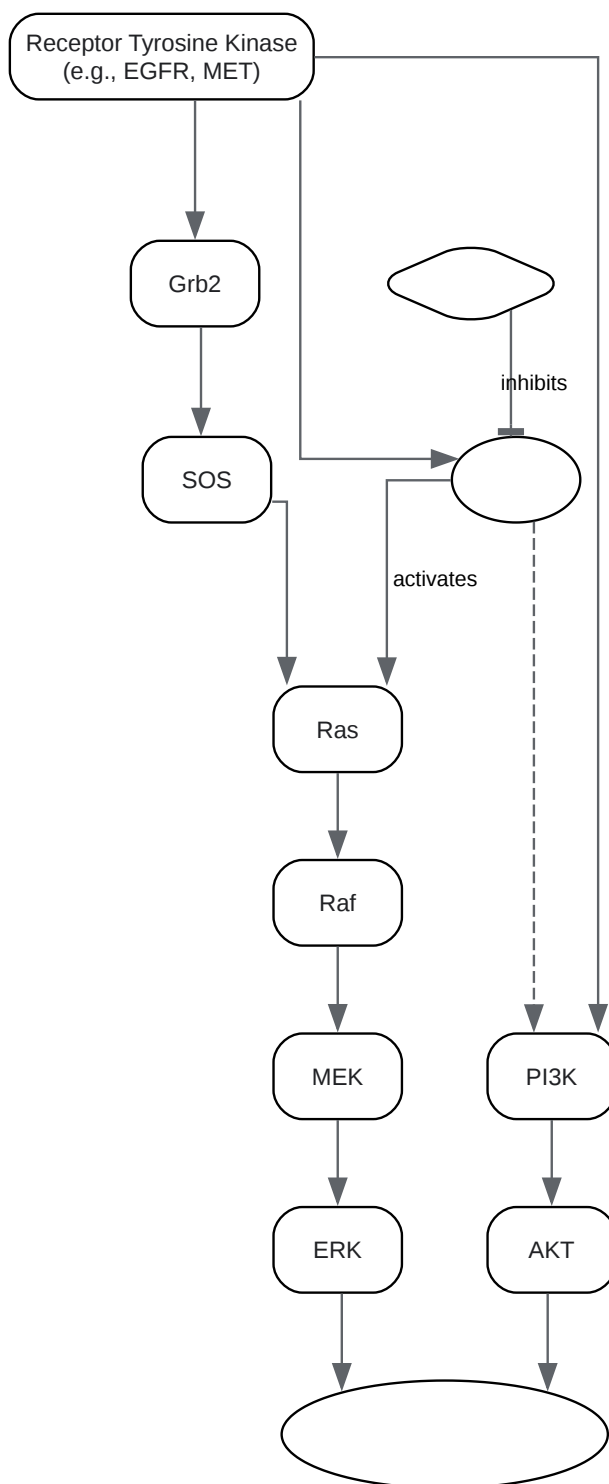 Receptor Tyrosine Kinase
(e.g., EGFR, MET)
Grb2
inhibits
SOS
activates
Ras
Raf
MEK
PI3K
ERK
AKT